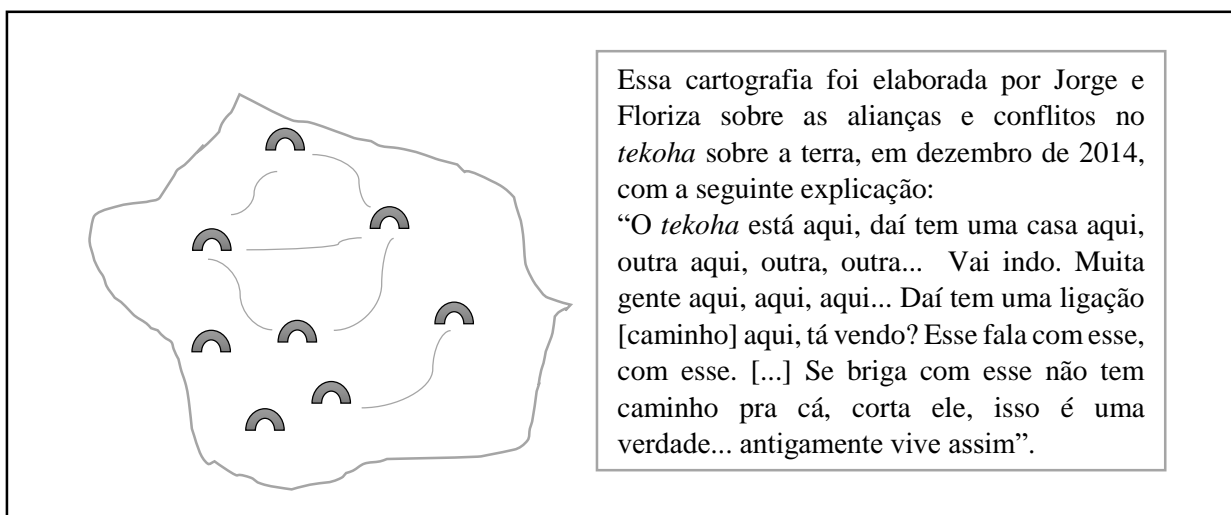 Essa cartografia foi elaborada por Jorge e
Floriza sobre as alianças e conflitos no
tekoha sobre a terra, em dezembro de 2014,
com a seguinte explicação:
“O tekoha está aqui, daí tem uma casa aqui,
outra aqui, outra, outra... Vai indo. Muita
gente aqui, aqui, aqui... Daí tem uma ligação
[caminho] aqui, tá vendo? Esse fala com esse,
com esse. [...] Se briga com esse não tem
caminho pra cá, corta ele, isso é uma
verdade... antigamente vive assim”.